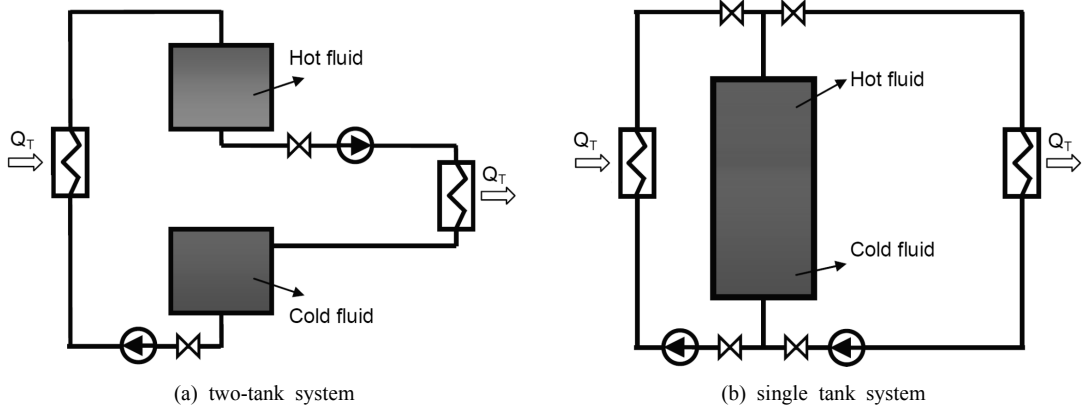 Hot fluid
Q_T
Q_T
Cold fluid
(a) two-tank system
Hot fluid
Q_T
Q_T
Cold fluid
(b) single tank system